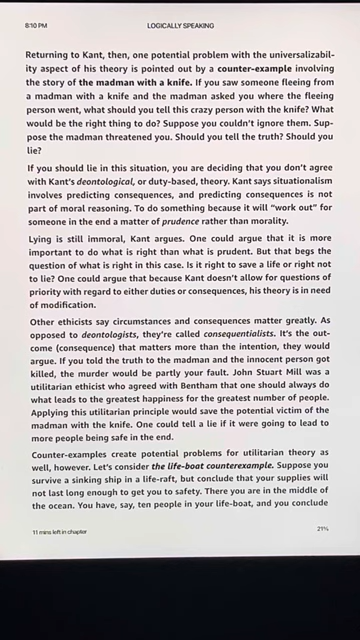 8:10 PM
LOGICALLY SPEAKING
Returning to Kant, then, one potential problem with the universalizabil-
ity aspect of his theory is pointed out by a counter-example involving
the story of the madman with a knife. If you saw someone fleeing from
a madman with a knife and the madman asked you where the fleeing
person went, what should you tell this crazy person with the knife? What
would be the right thing to do? Suppose you couldn't ignore them. Sup-
pose the madman threatened you. Should you tell the truth? Should you
lie?
If you should lie in this situation, you are deciding that you don't agree
with Kant's deontological, or duty-based, theory. Kant says situationalism
involves predicting consequences, and predicting consequences is not
part of moral reasoning. To do something because it will "work out" for
someone in the end a matter of prudence rather than morality.
Lying is still immoral, Kant argues. One could argue that it is more
important to do what is right than what is prudent. But that begs the
question of what is right in this case. Is it right to save a life or right not
to lie? One could argue that because Kant doesn't allow for questions of
priority with regard to either duties or consequences, his theory is in need
of modification.
Other ethicists say circumstances and consequences matter greatly. As
opposed to deontologists, they're called consequentialists. It's the out-
come (consequence) that matters more than the intention, they would
argue. If you told the truth to the madman and the innocent person got
killed, the murder would be partly your fault. John Stuart Mill was a
utilitarian ethicist who agreed with Bentham that one should always do
what leads to the greatest happiness for the greatest number of people.
Applying this utilitarian principle would save the potential victim of the
madman with the knife. One could tell a lie if it were going to lead to
more people being safe in the end.
Counter-examples create potential problems for utilitarian theory as
well, however. Let's consider the life-boat counterexample. Suppose you
survive a sinking ship in a life-raft, but conclude that your supplies will
not last long enough to get you to safety. There you are in the middle of
the ocean. You have, say, ten people in your life-boat, and you conclude
11 mins left in chapter
21%